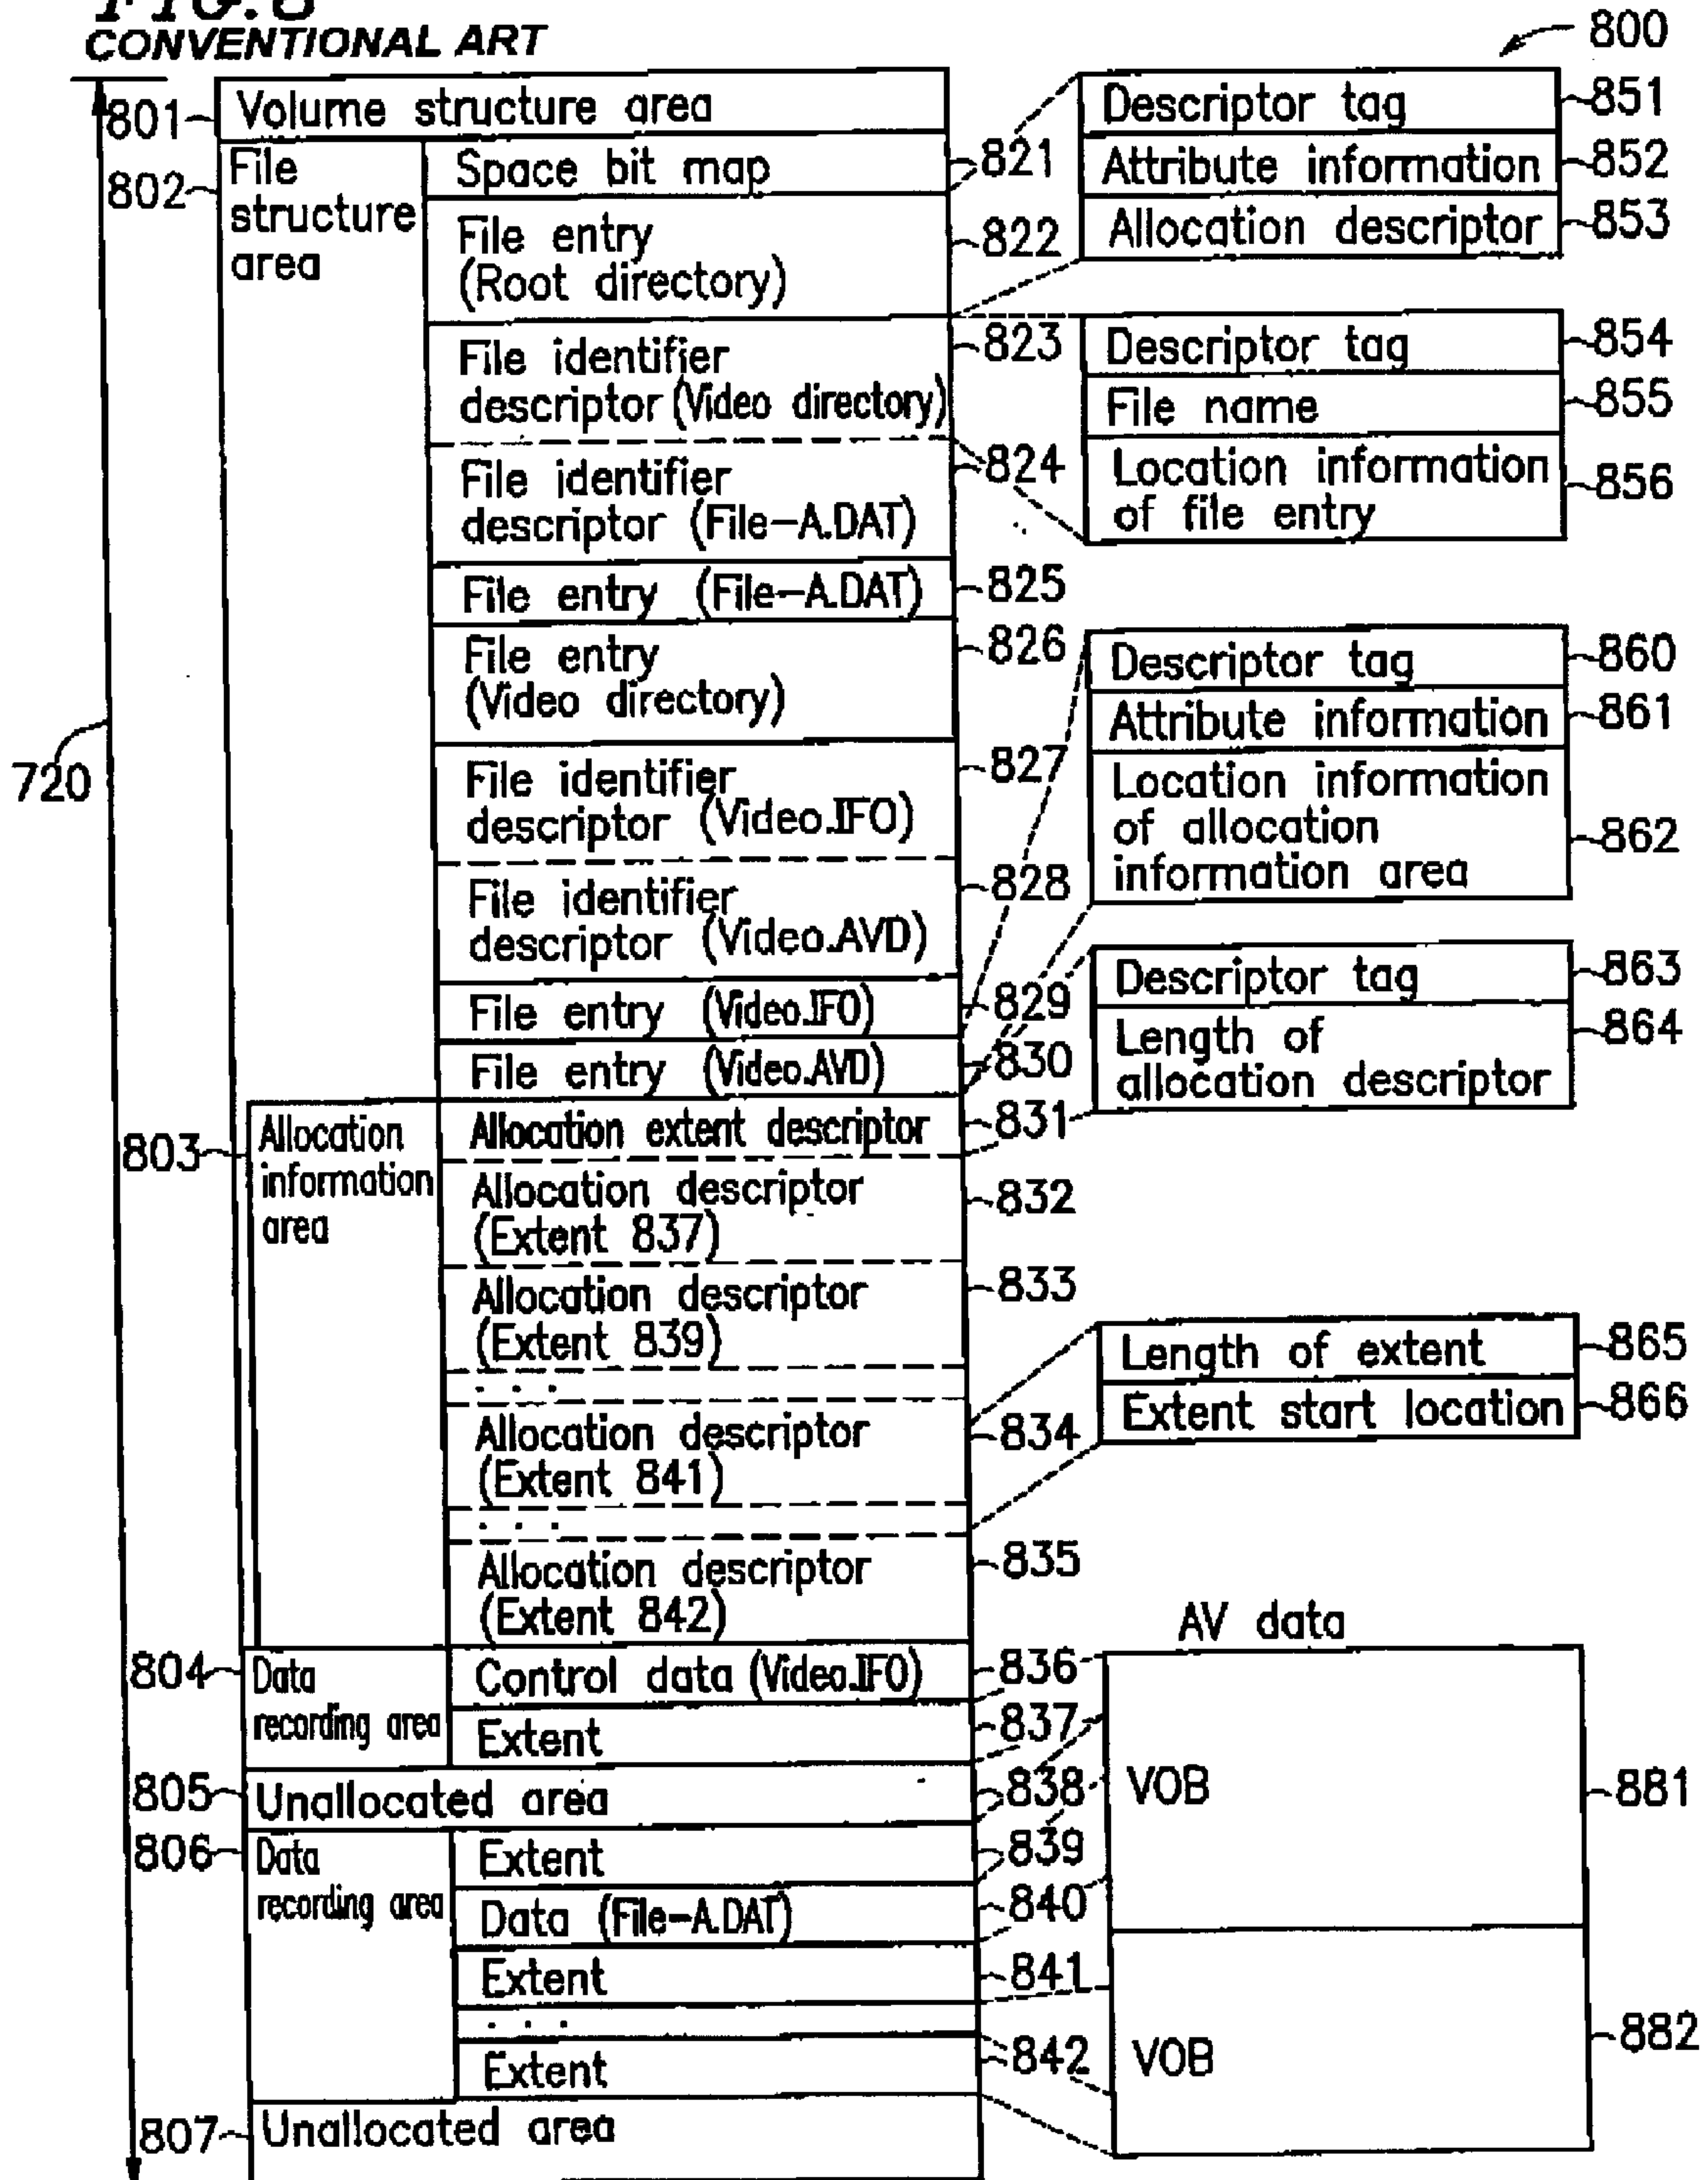 FIG. 8
CONVENTIONAL ART
800
720
801
Volume structure area
802
File
structure
area
Space bit map
821
File entry
(Root directory)
822
File identifier
descriptor (Video directory)
823
File identifier
descriptor (File-A.DAT)
824
File entry (File-A.DAT)
825
File entry
(Video directory)
826
File identifier
descriptor (Video.IFO)
827
File identifier
descriptor (Video.AVD)
828
File entry (Video.IFO)
829
File entry (Video.AVD)
830
803
Allocation
information
area
Allocation extent descriptor
831
Allocation descriptor
(Extent 837)
832
Allocation descriptor
(Extent 839)
833
. . .
Allocation descriptor
(Extent 841)
834
. . .
Allocation descriptor
(Extent 842)
835
804
Data
recording area
Control data (Video.IFO)
836
Extent
837
805
Unallocated area
838
806
Data
recording area
Extent
839
Data (File-A.DAT)
840
Extent
841
. . .
Extent
842
807
Unallocated area
Descriptor tag
851
Attribute information
852
Allocation descriptor
853
Descriptor tag
854
File name
855
Location information
of file entry
856
Descriptor tag
860
Attribute information
861
Location information
of allocation
information area
862
Descriptor tag
863
Length of
allocation descriptor
864
Length of extent
865
Extent start location
866
AV data
VOB
881
VOB
882